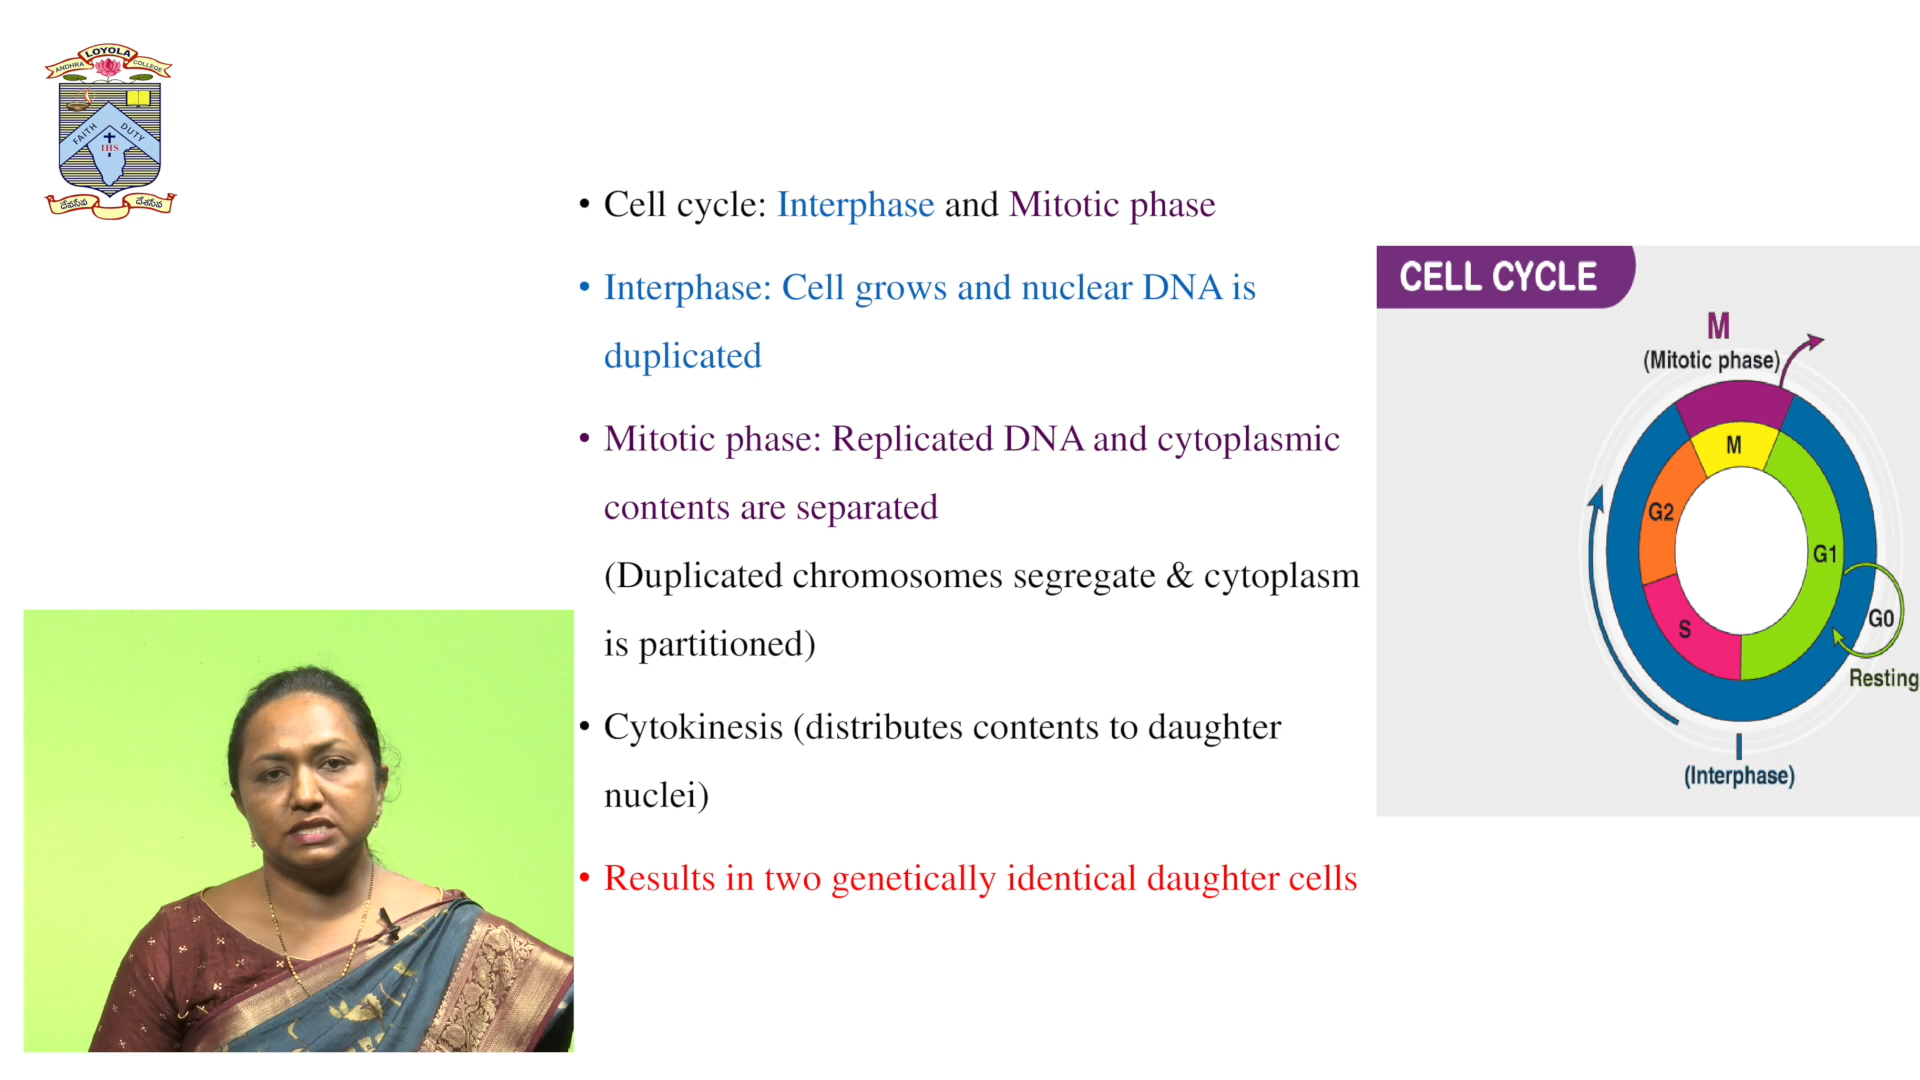 LOYOLA
ANDHRA COLLEGE
FAITH DUTY
IHS
దేవసేవ దేశసేవ
• Cell cycle: Interphase and Mitotic phase
• Interphase: Cell grows and nuclear DNA is
duplicated
• Mitotic phase: Replicated DNA and cytoplasmic
contents are separated
(Duplicated chromosomes segregate & cytoplasm
is partitioned)
• Cytokinesis (distributes contents to daughter
nuclei)
• Results in two genetically identical daughter cells
CELL CYCLE
M
(Mitotic phase)
M
G2
G1
S
G0
Resting
I
(Interphase)